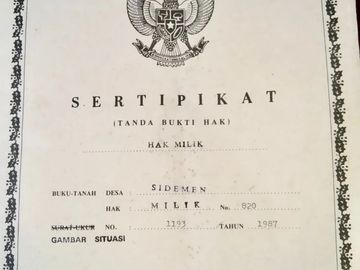 SERTIPIKAT
(TANDA BUKTI HAK)
HAK MILIK
BUKU-TANAH DESA : SIDEMEN
HAK : MILIK No. 820
SURAT-UKUR NO. : 1193 TAHUN 1987
GAMBAR SITUASI